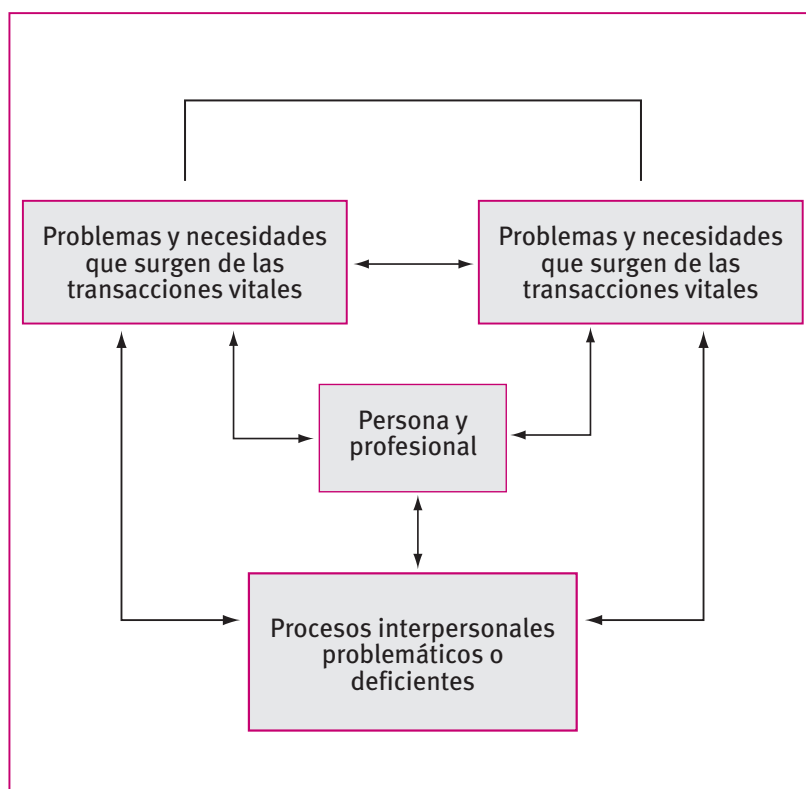 Problemas y necesidades
que surgen de las
transacciones vitales
Problemas y necesidades
que surgen de las
transacciones vitales
Persona y
profesional
Procesos interpersonales
problemáticos o
deficientes